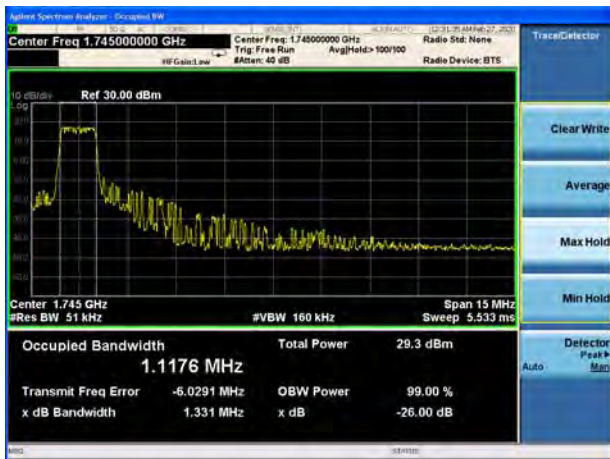 Agilent Spectrum Analyzer - Occupied BW
Center Freq 1.745000000 GHz
Center Freq: 1.745000000 GHz
Radio Std: None
Trig: Free Run
Avg|Hold:> 100/100
#IFGain:Low
#Atten: 40 dB
Radio Device: BTS
10 dB/div
Ref 30.00 dBm
Log
Center 1.745 GHz
Span 15 MHz
#Res BW 51 kHz
#VBW 160 kHz
Sweep 5.533 ms
Occupied Bandwidth
Total Power
29.3 dBm
1.1176 MHz
Transmit Freq Error
-6.0291 MHz
OBW Power
99.00 %
x dB Bandwidth
1.331 MHz
x dB
-26.00 dB
MSG
STATUS
Trace/Detector
Clear Write
Average
Max Hold
Min Hold
Detector
Peak
Auto
Man